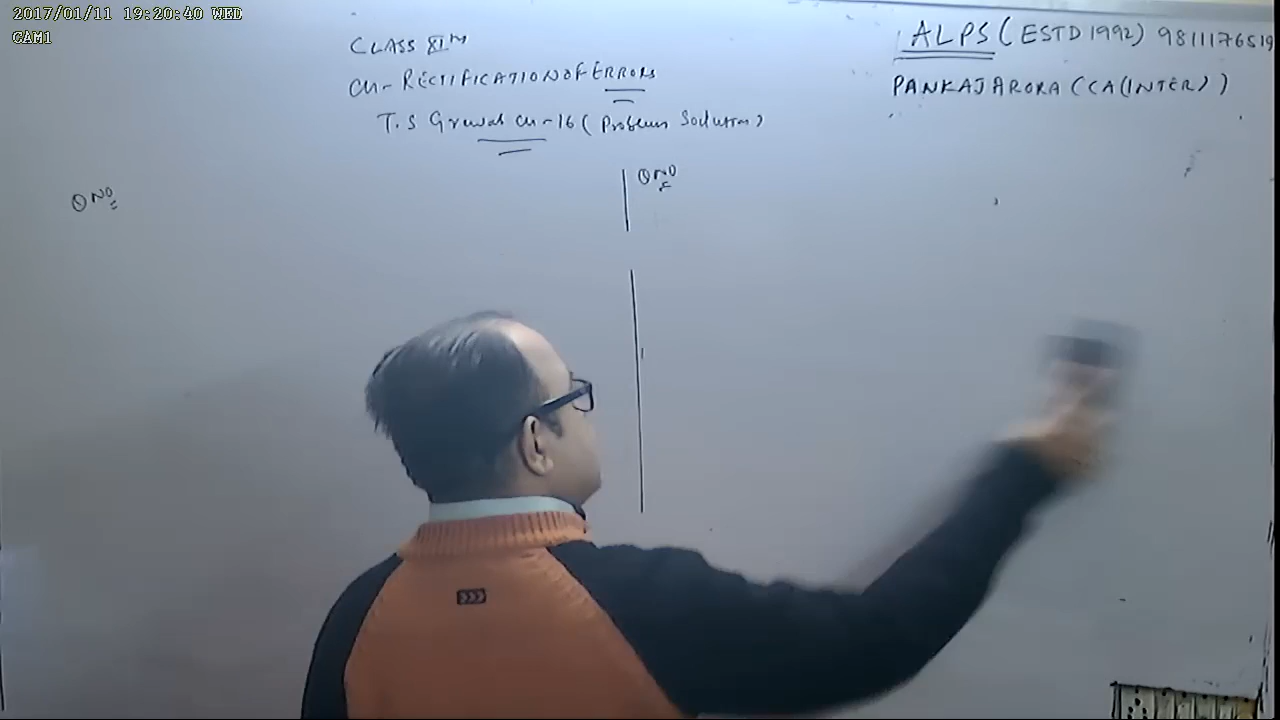 2017/01/11 19:20:40 WED
CAM1
CLASS XIth
CH-RECTIFICATION OF ERRORS
T.S Grewal CH-16 (Problem Solution)
ALPS (ESTD 1992) 9811176519
PANKAJ ARORA (CA(INTER))
Q NO
Q NO